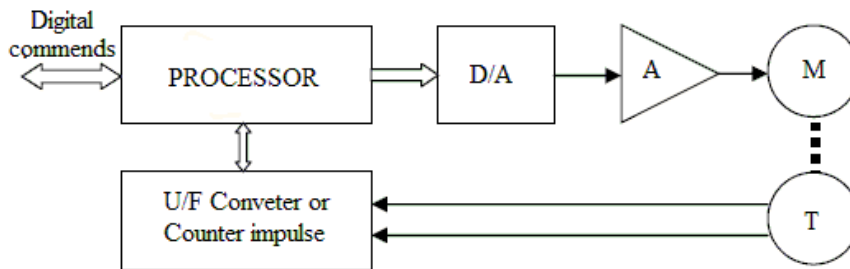 Digital
commends
PROCESSOR
D/A
A
M
U/F Conveter or
Counter impulse
T